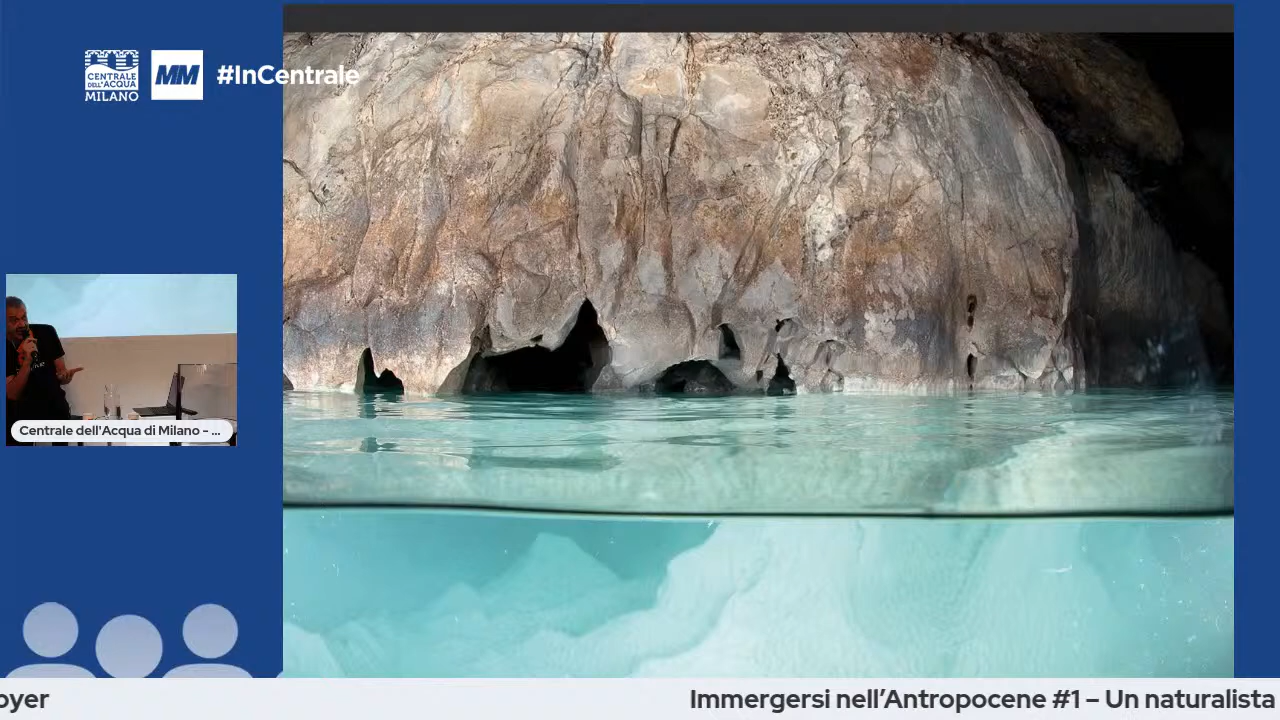 CENTRALE
DELL'ACQUA
MILANO
MM
#InCentrale
Centrale dell'Acqua di Milano - ...
oyer
Immergersi nell’Antropocene #1 – Un naturalista